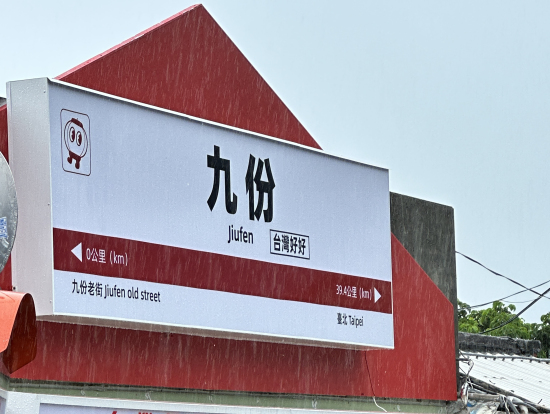 九份
Jiufen
台灣好好
0公里 (km)
39.4公里 (km)
九份老街 Jiufen old street
臺北 Taipei